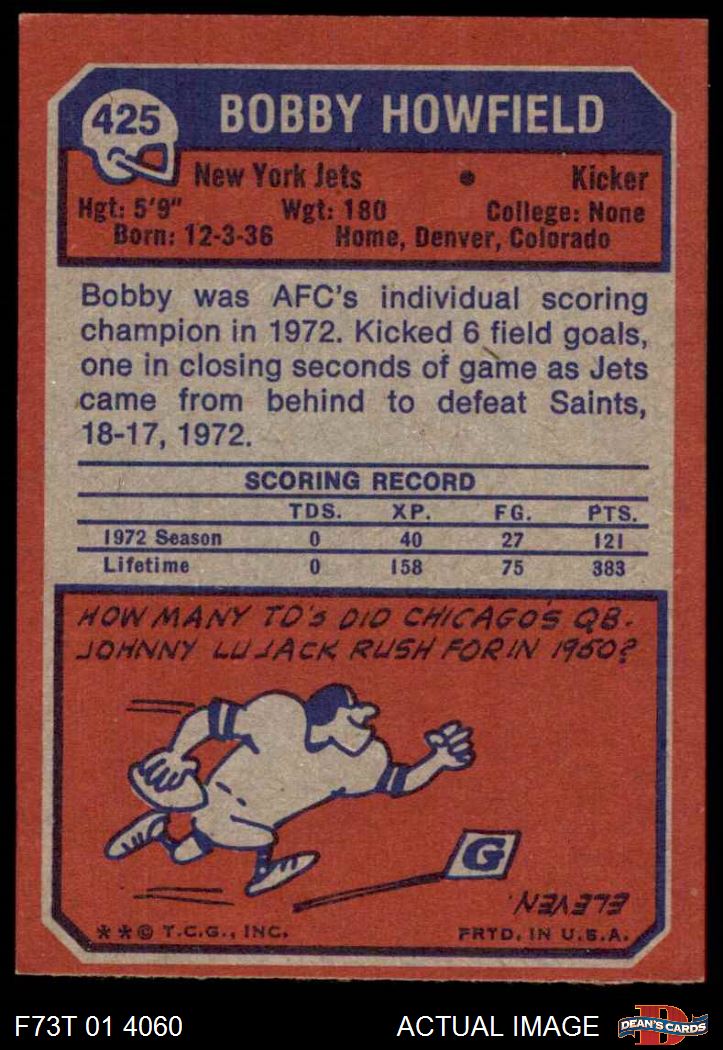 425
BOBBY HOWFIELD
New York Jets • Kicker
Hgt: 5'9" Wgt: 180 College: None
Born: 12-3-36 Home, Denver, Colorado
Bobby was AFC's individual scoring
champion in 1972. Kicked 6 field goals,
one in closing seconds of game as Jets
came from behind to defeat Saints,
18-17, 1972.
SCORING RECORD
TDS. XP. FG. PTS.
1972 Season 0 40 27 121
Lifetime 0 158 75 383
HOW MANY TD'S DID CHICAGO'S QB.
JOHNNY LUJACK RUSH FOR IN 1950?
G
ELEVEN.
**© T.C.G., INC. PRTD. IN U.S.A.
F73T 01 4060 ACTUAL IMAGE D DEAN'S CARDS